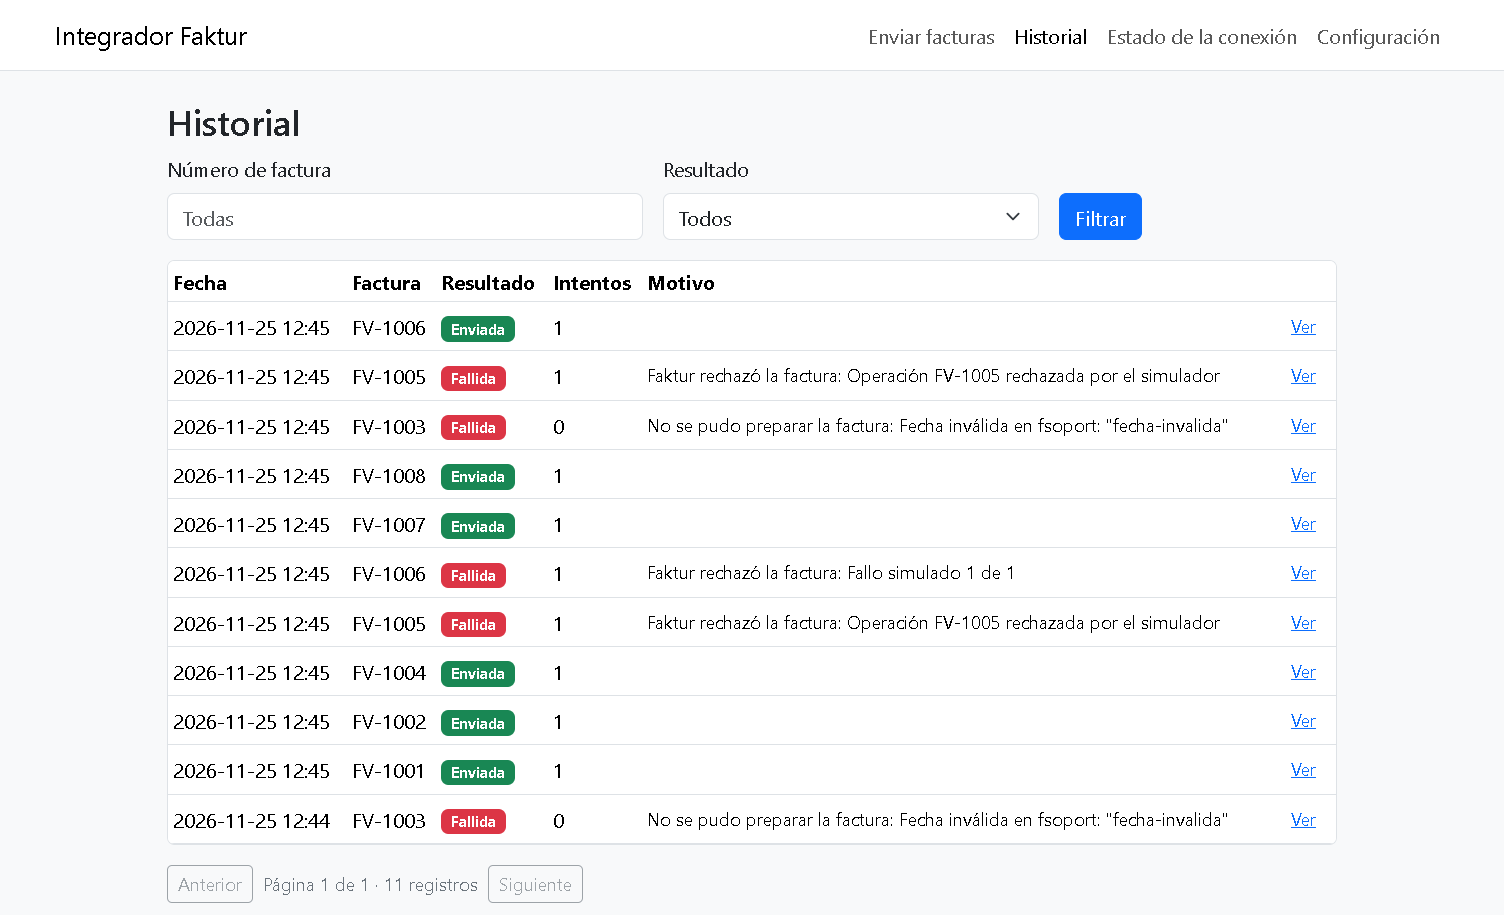 Integrador Faktur
Enviar facturas Historial Estado de la conexión Configuración
Historial
Número de factura Resultado
Todas Todos Filtrar
Fecha Factura Resultado Intentos Motivo
2026-11-25 12:45 FV-1006 Enviada 1 Ver
2026-11-25 12:45 FV-1005 Fallida 1 Faktur rechazó la factura: Operación FV-1005 rechazada por el simulador Ver
2026-11-25 12:45 FV-1003 Fallida 0 No se pudo preparar la factura: Fecha inválida en fsoport: "fecha-invalida" Ver
2026-11-25 12:45 FV-1008 Enviada 1 Ver
2026-11-25 12:45 FV-1007 Enviada 1 Ver
2026-11-25 12:45 FV-1006 Fallida 1 Faktur rechazó la factura: Fallo simulado 1 de 1 Ver
2026-11-25 12:45 FV-1005 Fallida 1 Faktur rechazó la factura: Operación FV-1005 rechazada por el simulador Ver
2026-11-25 12:45 FV-1004 Enviada 1 Ver
2026-11-25 12:45 FV-1002 Enviada 1 Ver
2026-11-25 12:45 FV-1001 Enviada 1 Ver
2026-11-25 12:44 FV-1003 Fallida 0 No se pudo preparar la factura: Fecha inválida en fsoport: "fecha-invalida" Ver
Anterior Página 1 de 1 · 11 registros Siguiente